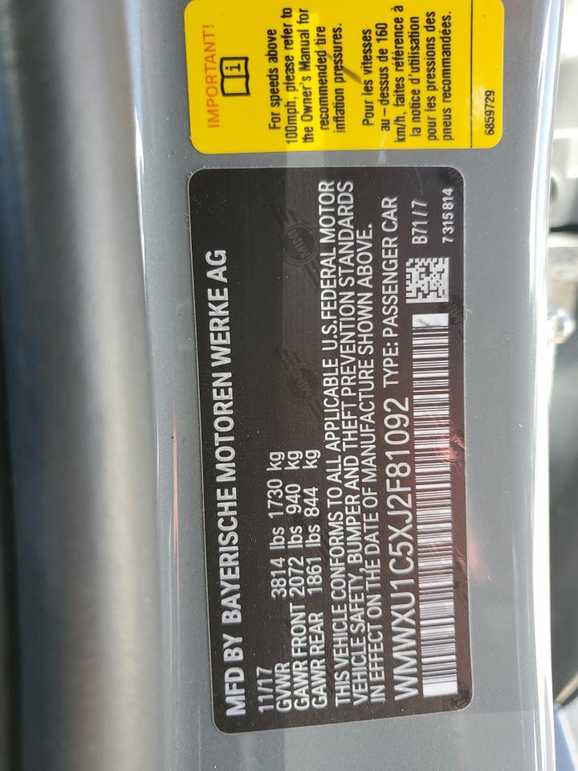 MFD BY BAYERISCHE MOTOREN WERKE AG
11/17
GVWR 3814 lbs 1730 kg
GAWR FRONT 2072 lbs 940 kg
GAWR REAR 1861 lbs 844 kg
THIS VEHICLE CONFORMS TO ALL APPLICABLE U.S. FEDERAL MOTOR
VEHICLE SAFETY, BUMPER AND THEFT PREVENTION STANDARDS
IN EFFECT ON THE DATE OF MANUFACTURE SHOWN ABOVE.
WMWXU1C5XJ2F81092 TYPE: PASSENGER CAR
B71/7
7 315 814
IMPORTANT!
For speeds above
100mph, please refer to
the Owner's Manual for
recommended tire
inflation pressures.
Pour les vitesses
au-dessus de 160
km/h, faites référence à
la notice d'utilisation
pour les pressions des
pneus recommandées.
6859729